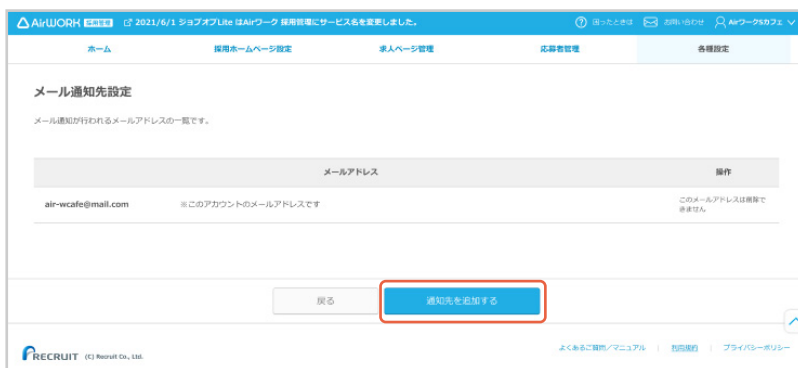 AirWORK 採用管理 2021/6/1 ジョブオプLite はAirワーク 採用管理にサービス名を変更しました。 困ったときは お問い合わせ AirワークSカフェ
ホーム 採用ホームページ設定 求人ページ管理 応募者管理 各種設定
メール通知先設定
メール通知が行われるメールアドレスの一覧です。
メールアドレス 操作
air-wcafe@mail.com ※このアカウントのメールアドレスです このメールアドレスは削除で
きません
戻る 通知先を追加する
RECRUIT (C) Recruit Co., Ltd. よくあるご質問/マニュアル | 利用規約 | プライバシーポリシー